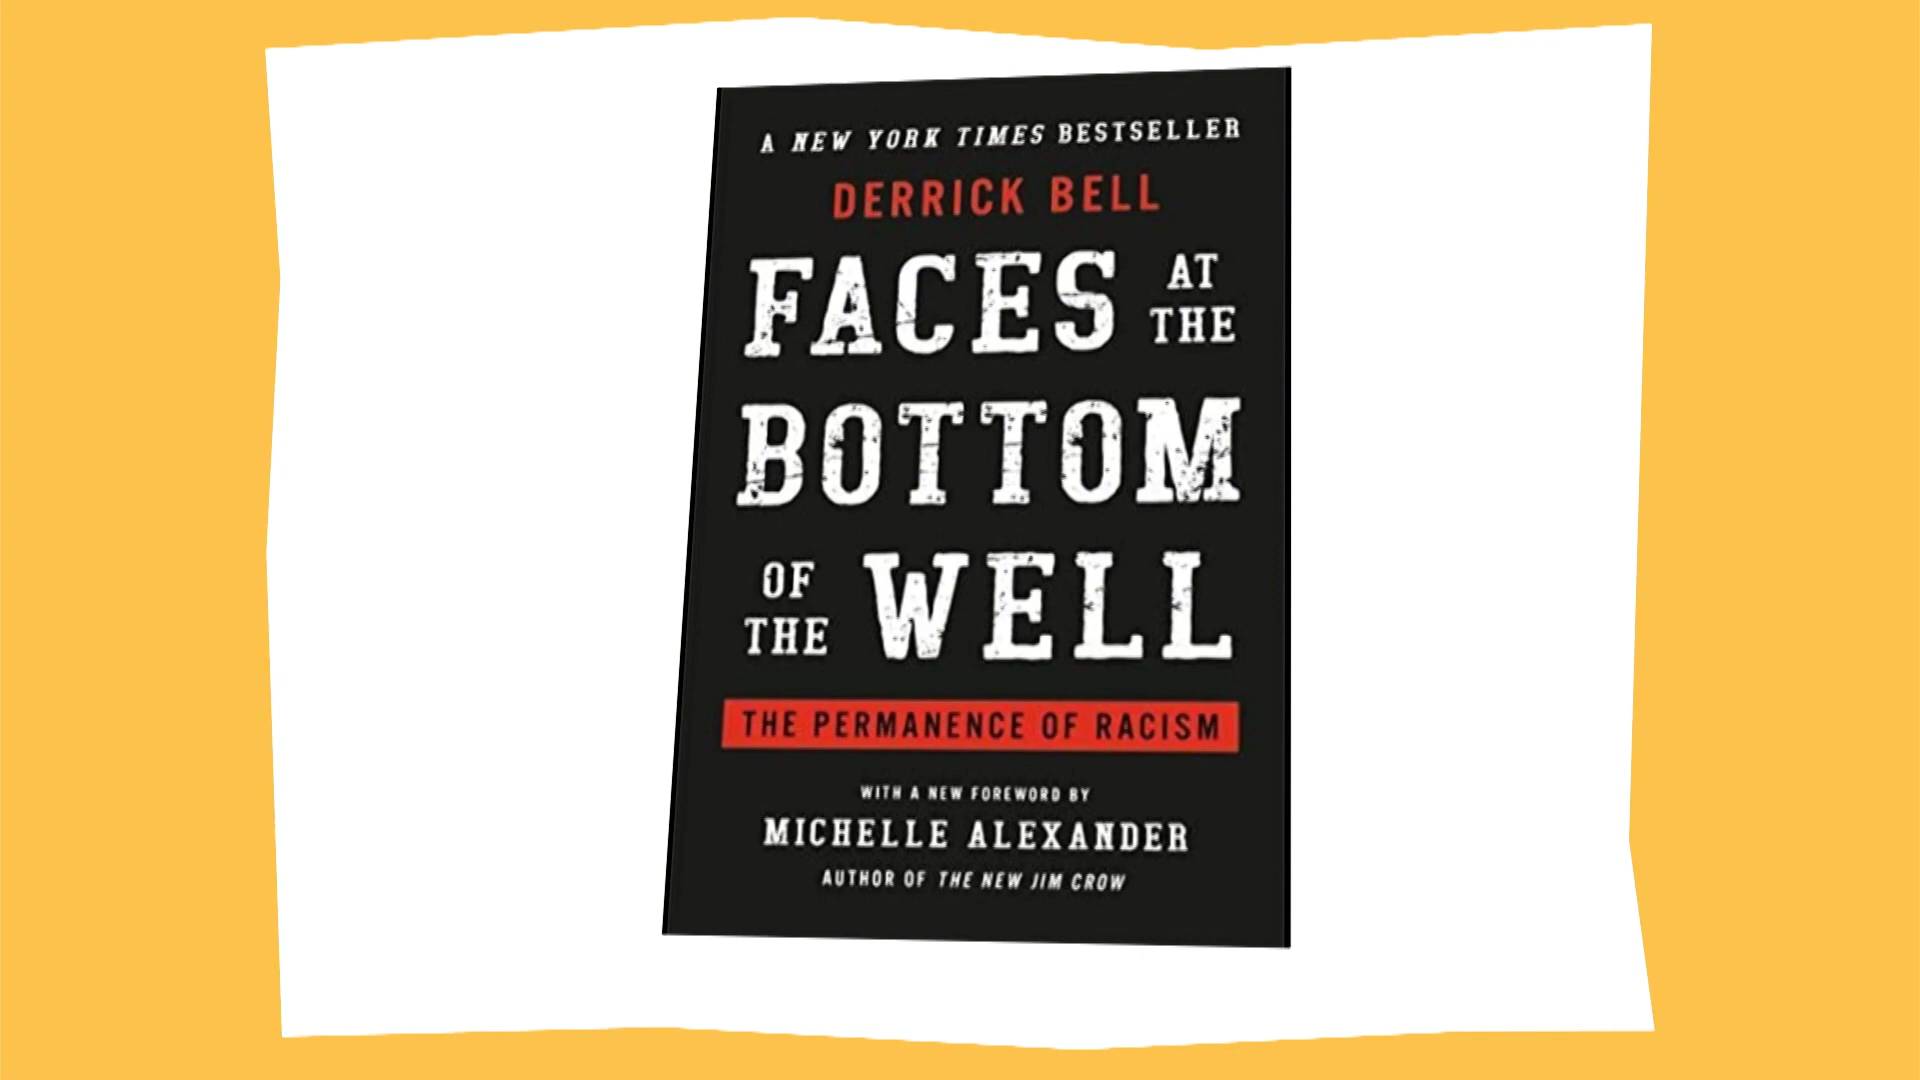 A NEW YORK TIMES BESTSELLER
DERRICK BELL
FACES AT THE
BOTTOM
OF THE WELL
THE PERMANENCE OF RACISM
WITH A NEW FOREWORD BY
MICHELLE ALEXANDER
AUTHOR OF THE NEW JIM CROW